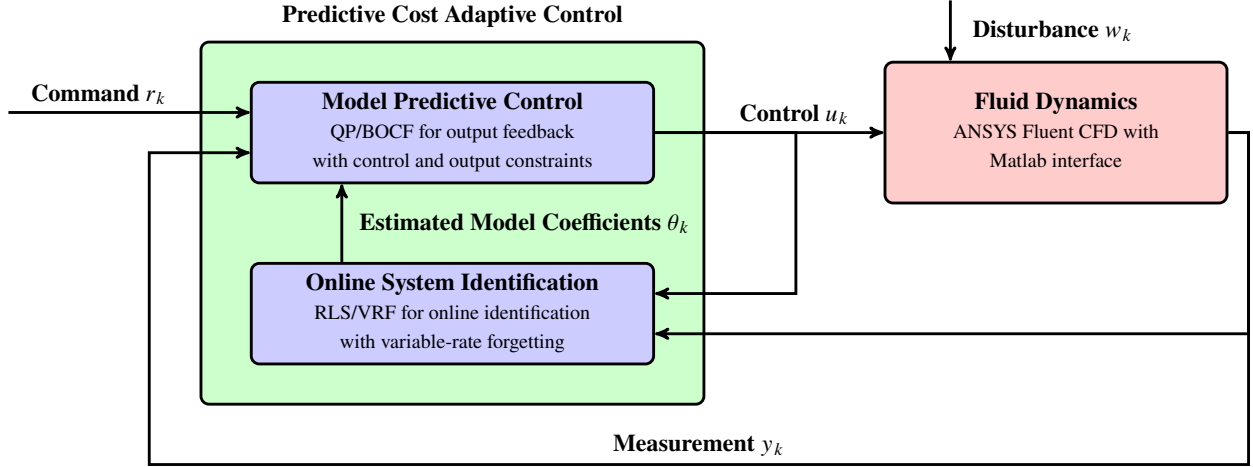 Predictive Cost Adaptive Control
Disturbance w_k
Command r_k
Model Predictive Control
QP/BOCF for output feedback
with control and output constraints
Control u_k
Fluid Dynamics
ANSYS Fluent CFD with
Matlab interface
Estimated Model Coefficients θ_k
Online System Identification
RLS/VRF for online identification
with variable-rate forgetting
Measurement y_k